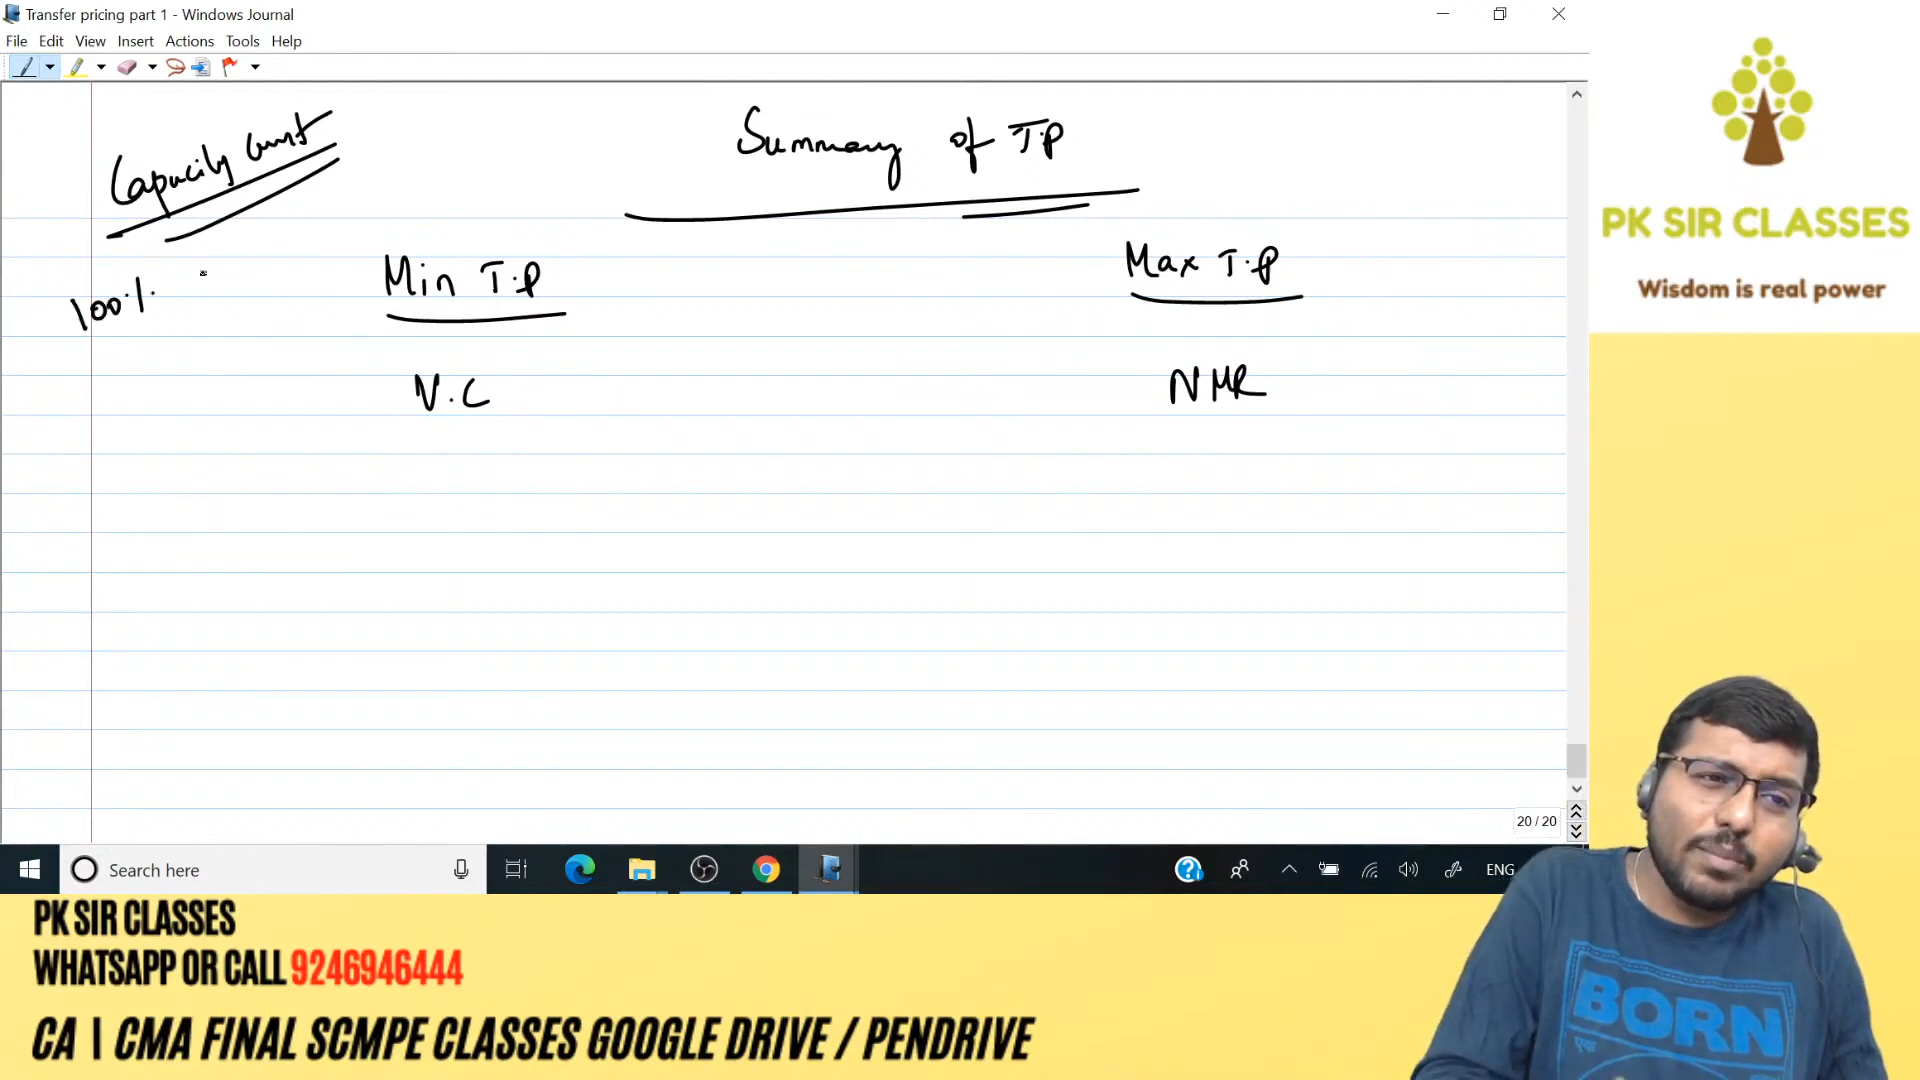 Transfer pricing part 1 - Windows Journal
File Edit View Insert Actions Tools Help
Capacity
Summary of T.P
100%
Min T.P
Max T.P
V.C
NMR
20 / 20
Search here
ENG
PK SIR CLASSES
Wisdom is real power
BORN
एक
PK SIR CLASSES
WHATSAPP OR CALL 9246946444
CA \ CMA FINAL SCMPE CLASSES GOOGLE DRIVE / PENDRIVE